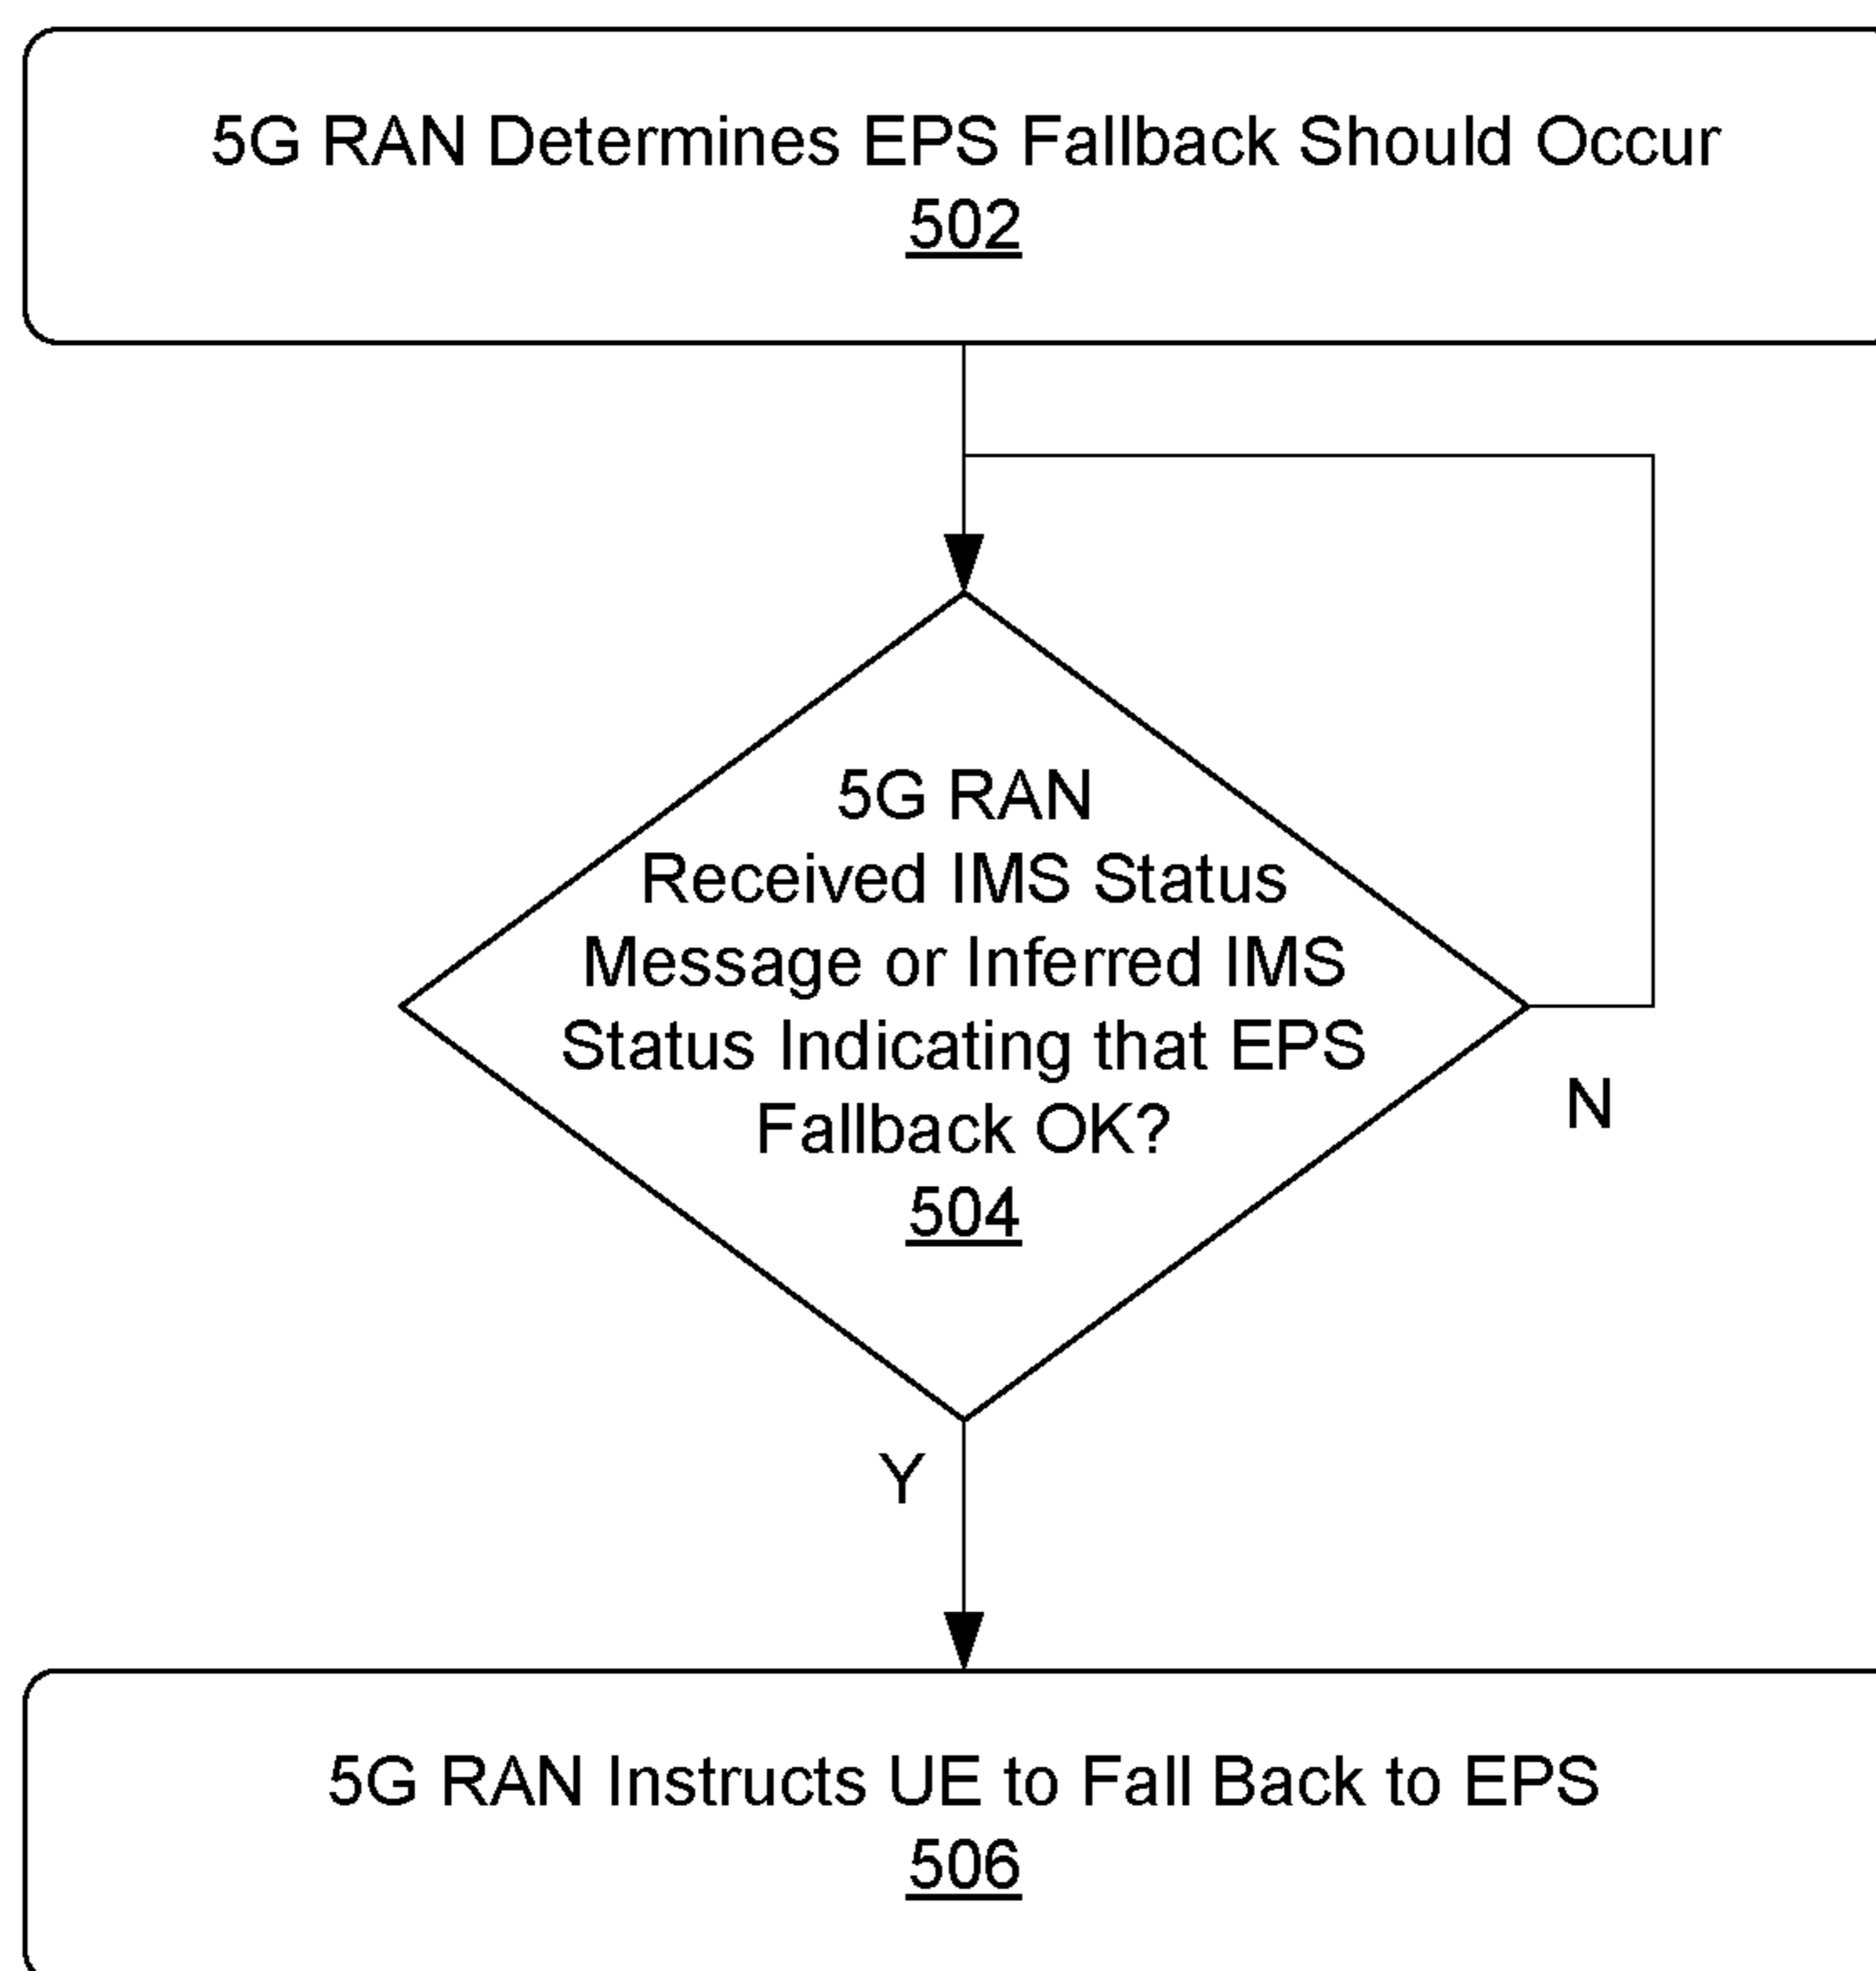 5G RAN Determines EPS Fallback Should Occur
502
5G RAN
Received IMS Status
Message or Inferred IMS
Status Indicating that EPS
Fallback OK?
504
N
Y
5G RAN Instructs UE to Fall Back to EPS
506